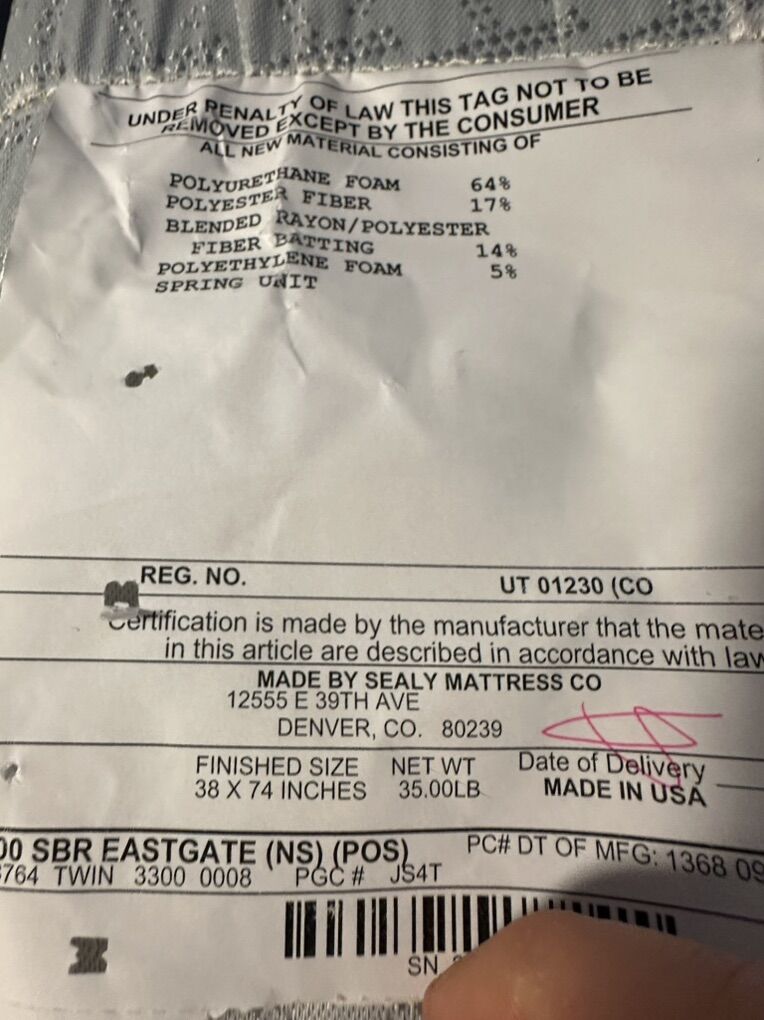 UNDER PENALTY OF LAW THIS TAG NOT TO BE
REMOVED EXCEPT BY THE CONSUMER
ALL NEW MATERIAL CONSISTING OF
POLYURETHANE FOAM 64%
POLYESTER FIBER 17%
BLENDED RAYON/POLYESTER
FIBER BATTING 14%
POLYETHYLENE FOAM 5%
SPRING UNIT
REG. NO. UT 01230 (CO
Certification is made by the manufacturer that the mate
in this article are described in accordance with law
MADE BY SEALY MATTRESS CO
12555 E 39TH AVE
DENVER, CO. 80239
FINISHED SIZE NET WT Date of Delivery
38 X 74 INCHES 35.00LB MADE IN USA
00 SBR EASTGATE (NS) (POS) PC# DT OF MFG: 1368 09
764 TWIN 3300 0008 PGC # JS4T
SN